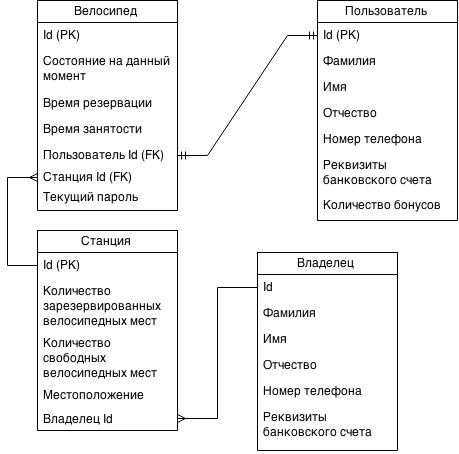 Велосипед
Id (PK)
Состояние на данный
момент
Время резервации
Время занятости
Пользователь Id (FK)
Станция Id (FK)
Текущий пароль
Пользователь
Id (PK)
Фамилия
Имя
Отчество
Номер телефона
Реквизиты
банковского счета
Количество бонусов
Станция
Id (PK)
Количество
зарезервированных
велосипедных мест
Количество
свободных
велосипедных мест
Местоположение
Владелец Id
Владелец
Id
Фамилия
Имя
Отчество
Номер телефона
Реквизиты
банковского счета